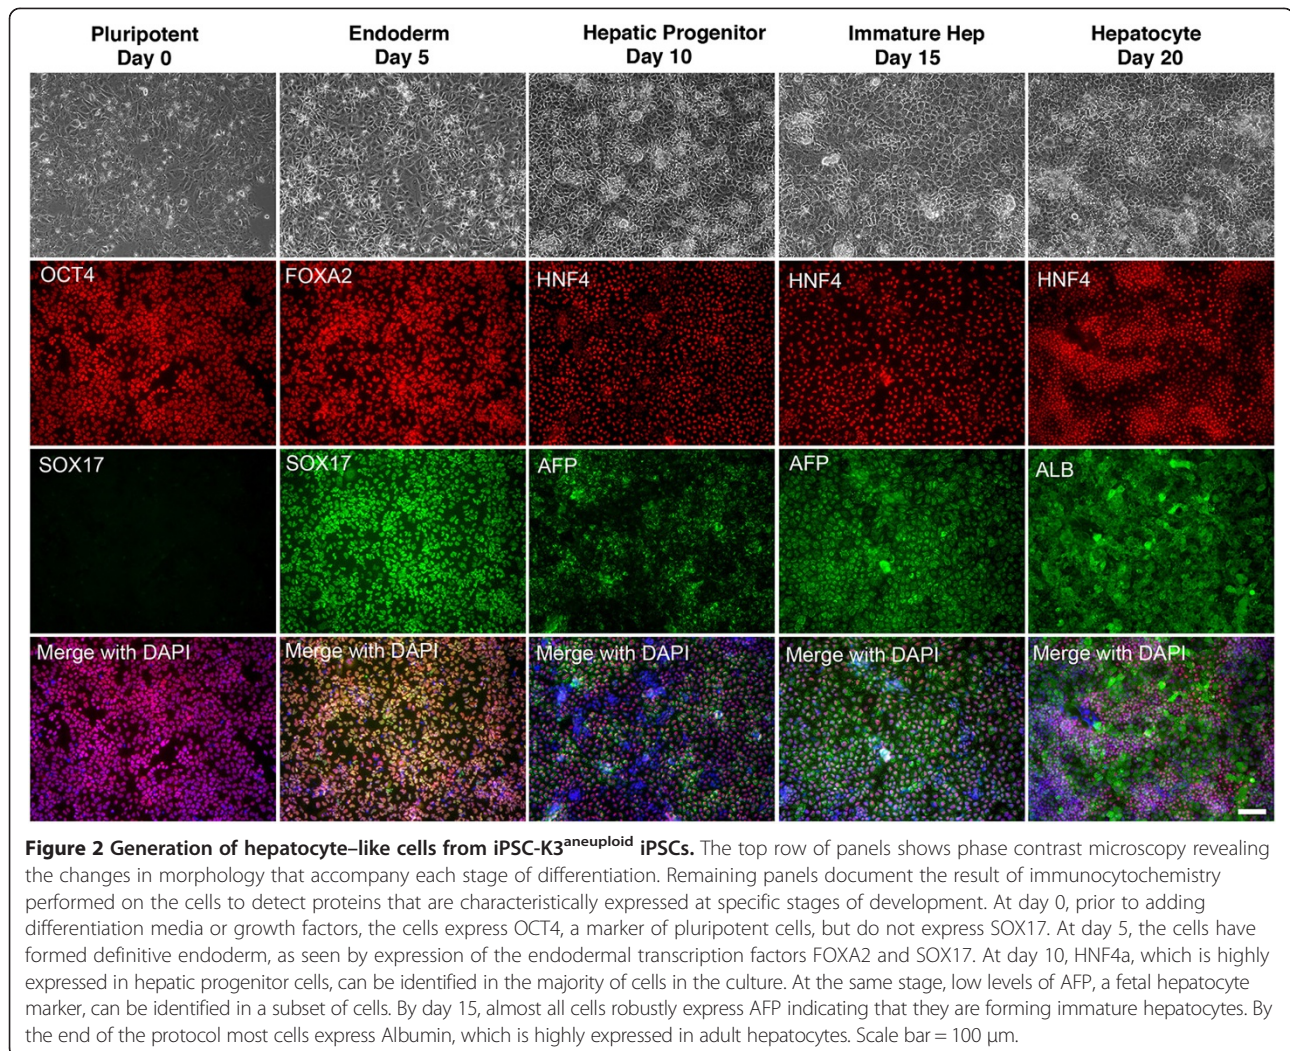 Pluripotent
Day 0
Endoderm
Day 5
Hepatic Progenitor
Day 10
Immature Hep
Day 15
Hepatocyte
Day 20
OCT4
FOXA2
HNF4
HNF4
HNF4
SOX17
SOX17
AFP
AFP
ALB
Merge with DAPI
Merge with DAPI
Merge with DAPI
Merge with DAPI
Merge with DAPI
Figure 2 Generation of hepatocyte–like cells from iPSC-K3aneuploid iPSCs. The top row of panels shows phase contrast microscopy revealing
the changes in morphology that accompany each stage of differentiation. Remaining panels document the result of immunocytochemistry
performed on the cells to detect proteins that are characteristically expressed at specific stages of development. At day 0, prior to adding
differentiation media or growth factors, the cells express OCT4, a marker of pluripotent cells, but do not express SOX17. At day 5, the cells have
formed definitive endoderm, as seen by expression of the endodermal transcription factors FOXA2 and SOX17. At day 10, HNF4a, which is highly
expressed in hepatic progenitor cells, can be identified in the majority of cells in the culture. At the same stage, low levels of AFP, a fetal hepatocyte
marker, can be identified in a subset of cells. By day 15, almost all cells robustly express AFP indicating that they are forming immature hepatocytes. By
the end of the protocol most cells express Albumin, which is highly expressed in adult hepatocytes. Scale bar = 100 μm.